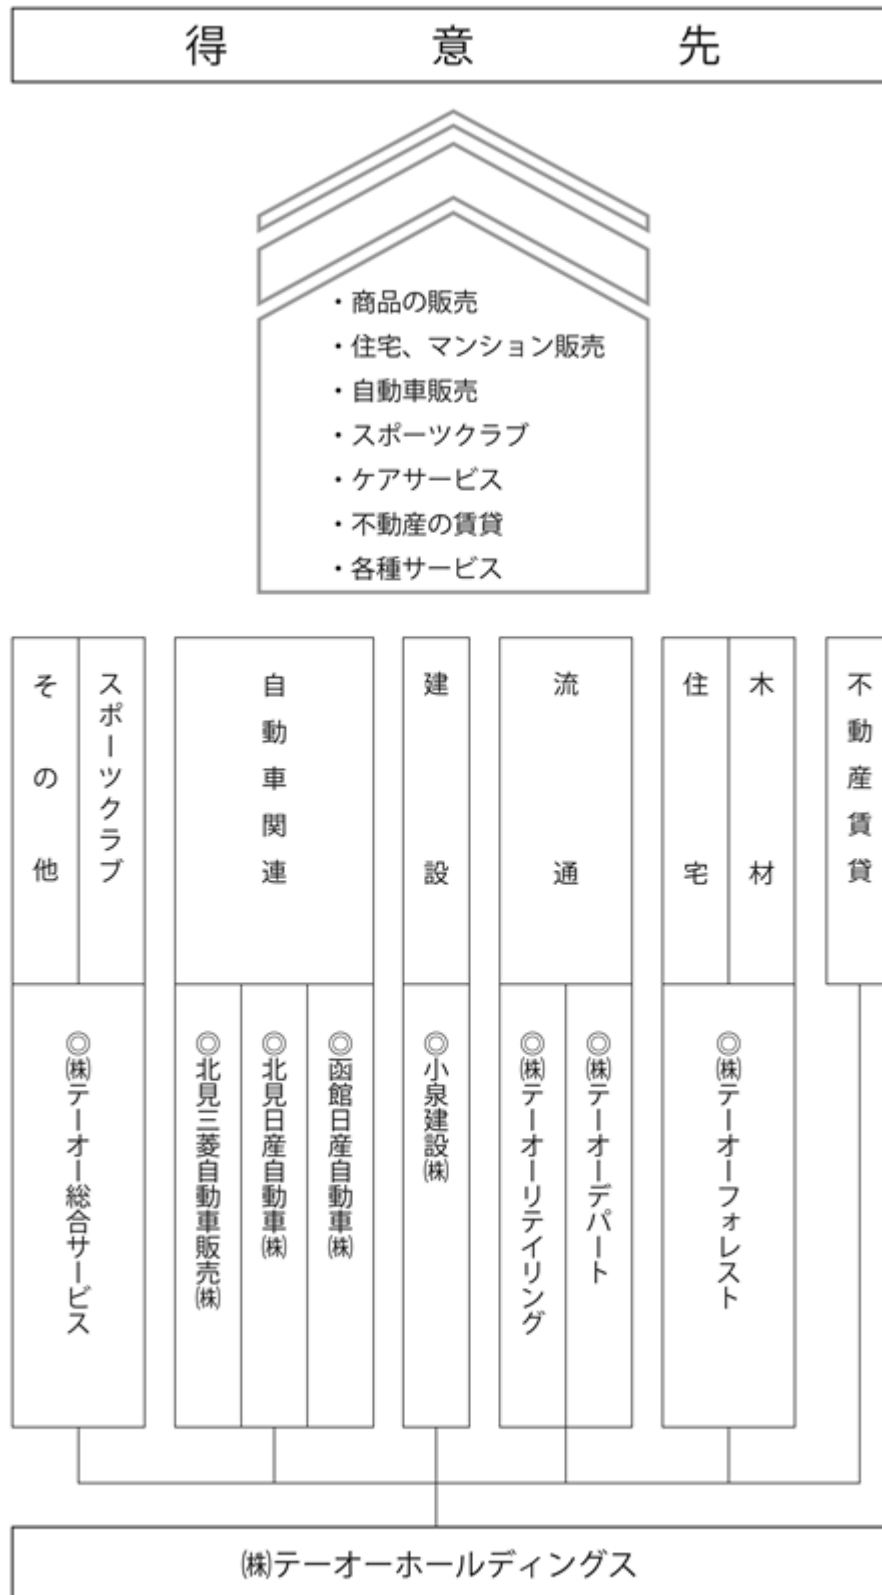 得意先
・商品の販売
・住宅、マンション販売
・自動車販売
・スポーツクラブ
・ケアサービス
・不動産の賃貸
・各種サービス
その他
スポーツクラブ
自動車関連
建設
流通
住宅
木材
不動産賃貸
◎㈱テーオー総合サービス
◎北見三菱自動車販売㈱
◎北見日産自動車㈱
◎函館日産自動車㈱
◎小泉建設㈱
◎㈱テーオーリテイリング
◎㈱テーオーデパート
◎㈱テーオーフォレスト
㈱テーオーホールディングス